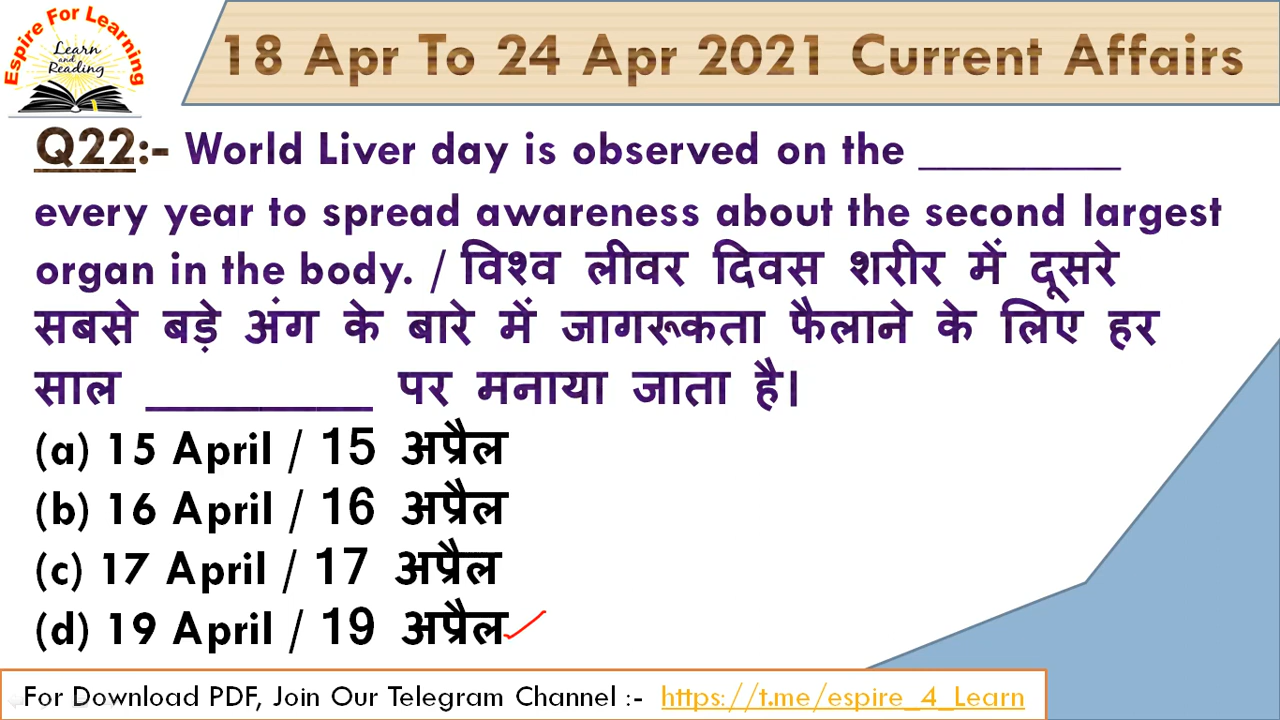 Espire For Learning
Learn
and
Reading
18 Apr To 24 Apr 2021 Current Affairs
Q22:- World Liver day is observed on the _________
every year to spread awareness about the second largest
organ in the body. / विश्व लीवर दिवस शरीर में दूसरे
सबसे बड़े अंग के बारे में जागरूकता फैलाने के लिए हर
साल __________ पर मनाया जाता है।
(a) 15 April / 15 अप्रैल
(b) 16 April / 16 अप्रैल
(c) 17 April / 17 अप्रैल
(d) 19 April / 19 अप्रैल
For Download PDF, Join Our Telegram Channel :- https://t.me/espire_4_Learn